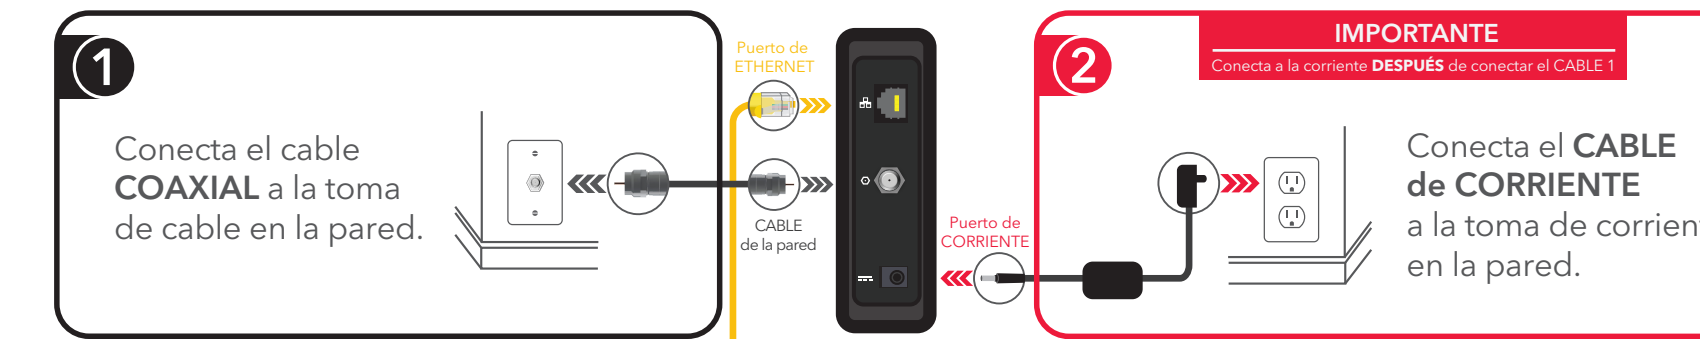 1
Conecta el cable
COAXIAL a la toma
de cable en la pared.
Puerto de
ETHERNET
CABLE
de la pared
Puerto de
CORRIENTE
2
IMPORTANTE
Conecta a la corriente DESPUÉS de conectar el CABLE 1
Conecta el CABLE
de CORRIENTE
a la toma de
en la pared.